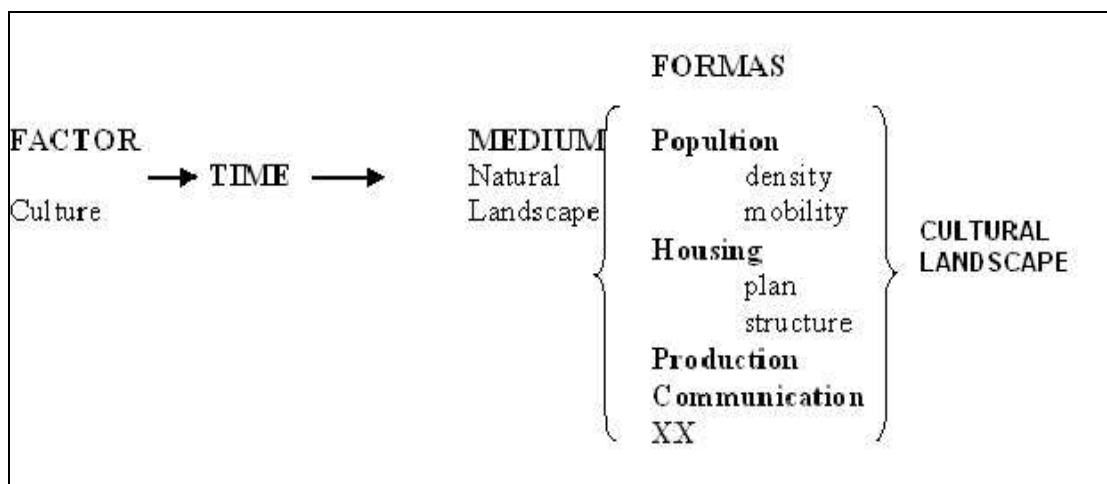 FORMAS
FACTOR
TIME
Culture
MEDIUM
Natural
Landscape
Popultion
density
mobility
Housing
plan
structure
Production
Communication
XX
CULTURAL
LANDSCAPE